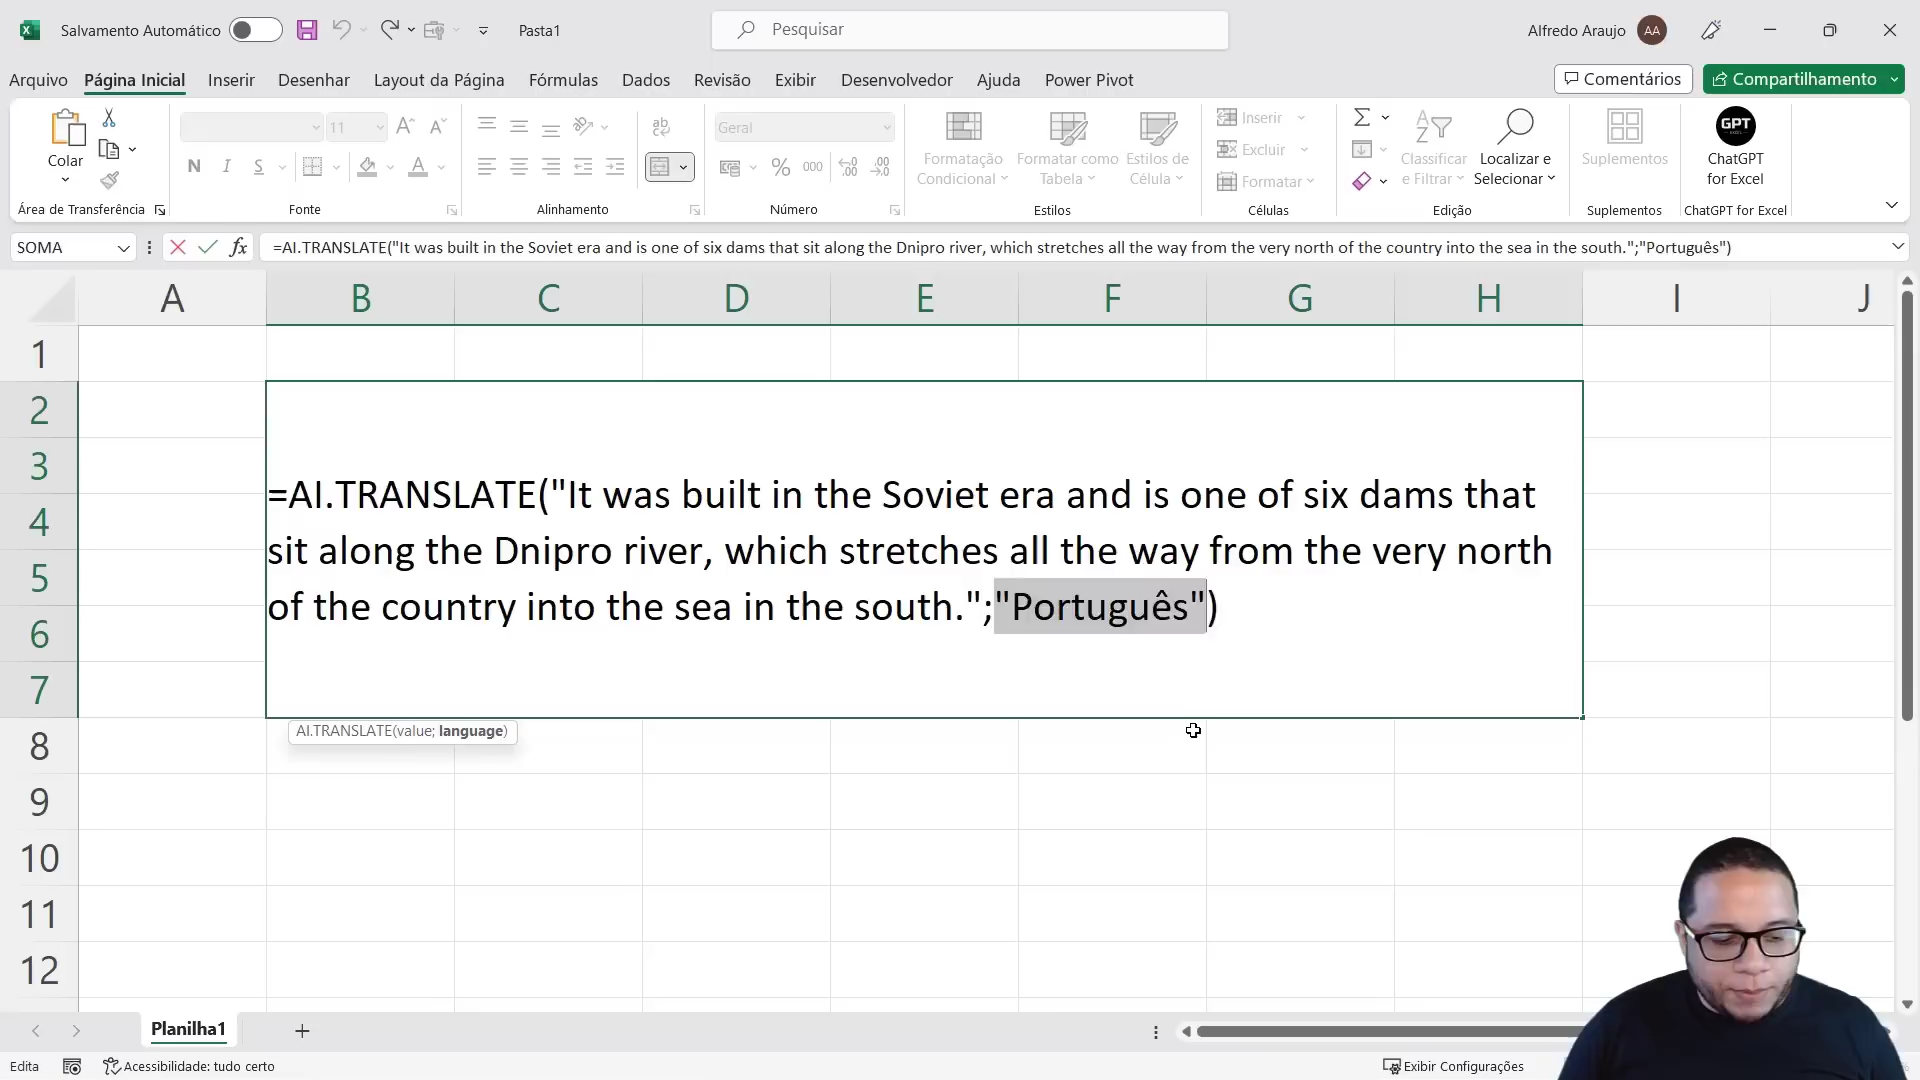 Salvamento Automático
Pasta1
Pesquisar
Alfredo Araujo AA
Arquivo Página Inicial Inserir Desenhar Layout da Página Fórmulas Dados Revisão Exibir Desenvolvedor Ajuda Power Pivot
Comentários Compartilhamento
Colar
Área de Transferência
11
N I S A
Fonte
ab
Alinhamento
Geral
% 000
Número
Formatação Condicional
Formatar como Tabela
Estilos de Célula
Estilos
Inserir
Excluir
Formatar
Células
Classificar e Filtrar
Localizar e Selecionar
Edição
Suplementos
Suplementos
GPT
ChatGPT for Excel
ChatGPT for Excel
SOMA
fx
=AI.TRANSLATE("It was built in the Soviet era and is one of six dams that sit along the Dnipro river, which stretches all the way from the very north of the country into the sea in the south.";"Português")
A B C D E F G H I J
1
2
3
4
5
6
7
8
9
10
11
12
=AI.TRANSLATE("It was built in the Soviet era and is one of six dams that
sit along the Dnipro river, which stretches all the way from the very north
of the country into the sea in the south.";"Português")
AI.TRANSLATE(value; language)
Planilha1
Edita
Acessibilidade: tudo certo
Exibir Configurações